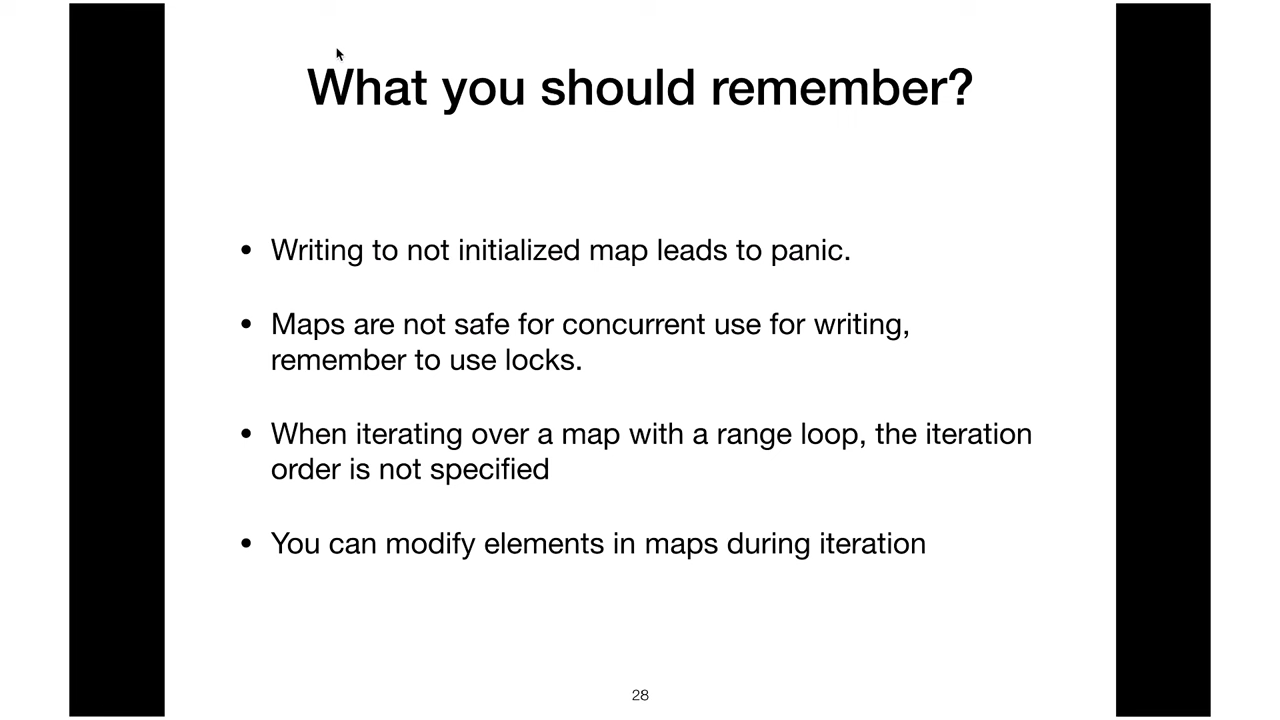 What you should remember?
• Writing to not initialized map leads to panic.
• Maps are not safe for concurrent use for writing,
remember to use locks.
• When iterating over a map with a range loop, the iteration
order is not specified
• You can modify elements in maps during iteration
28